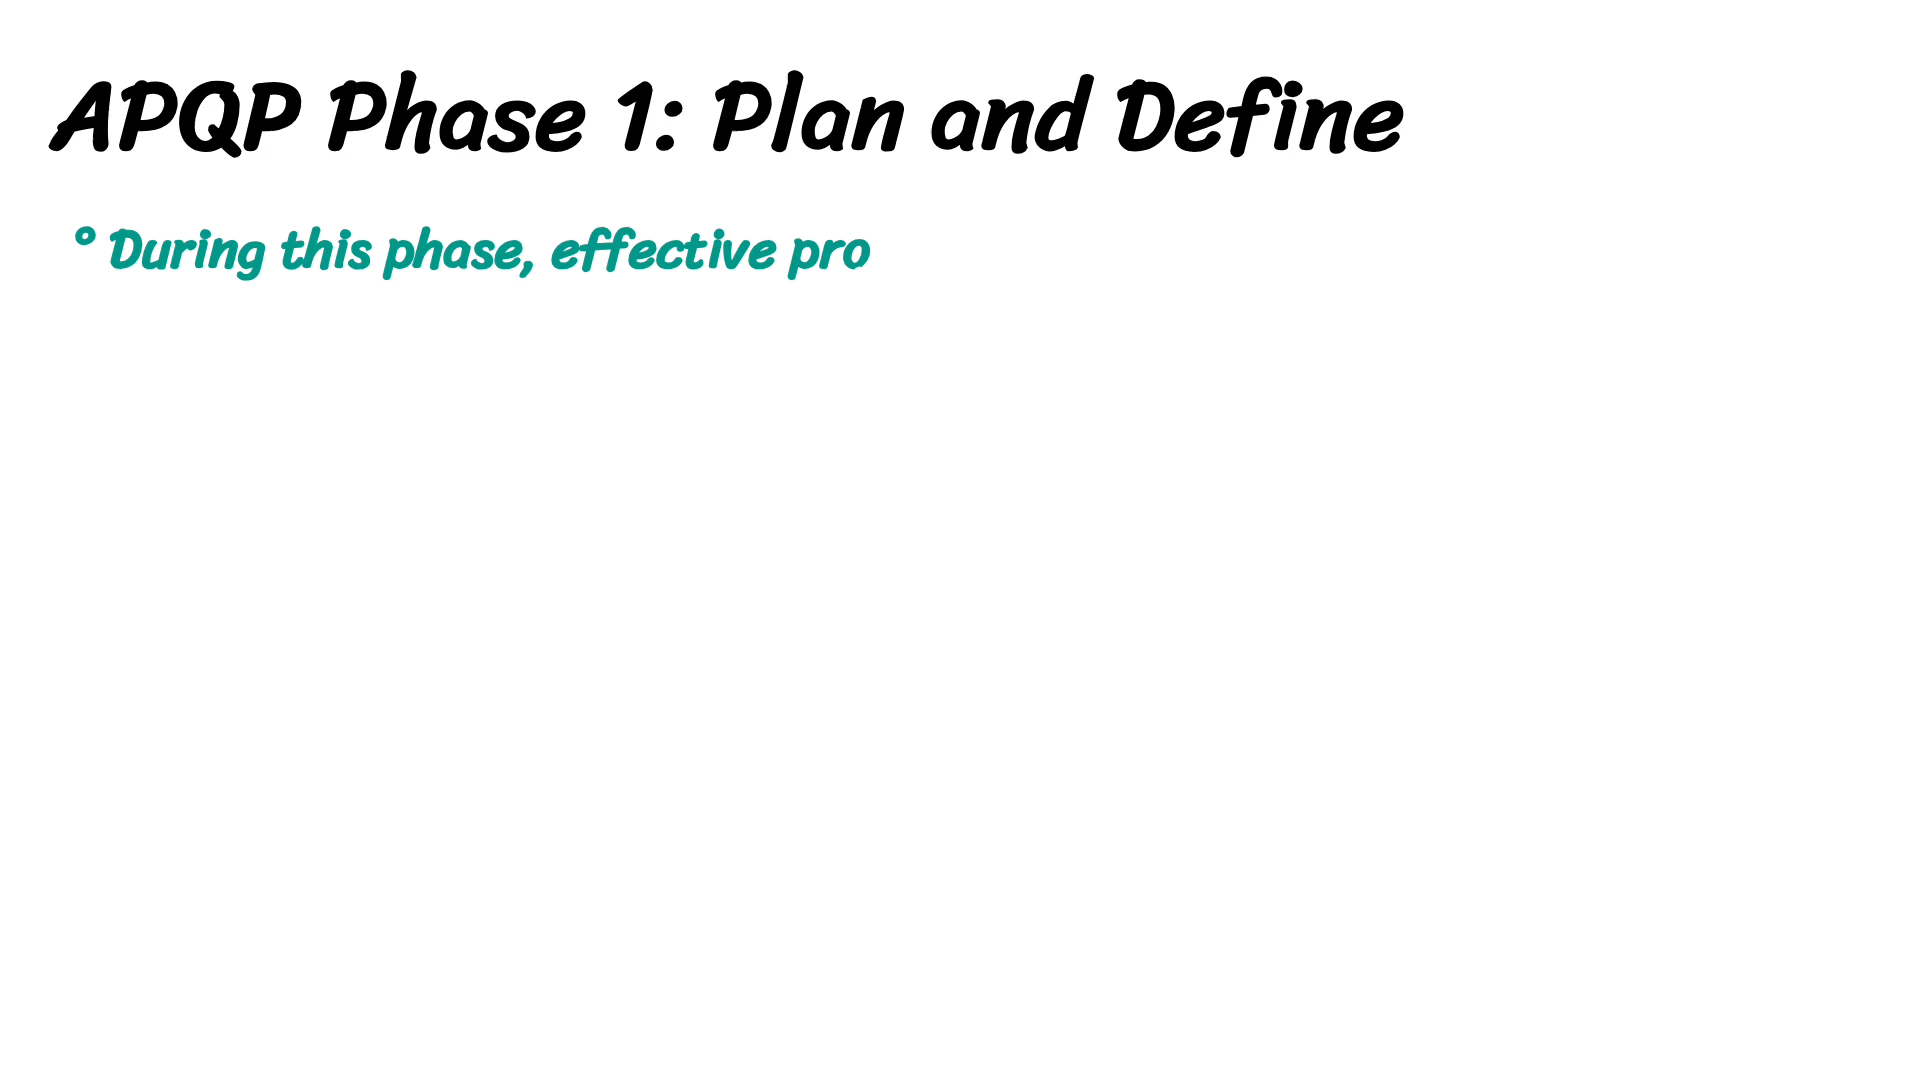 APQP Phase 1: Plan and Define
° During this phase, effective pro